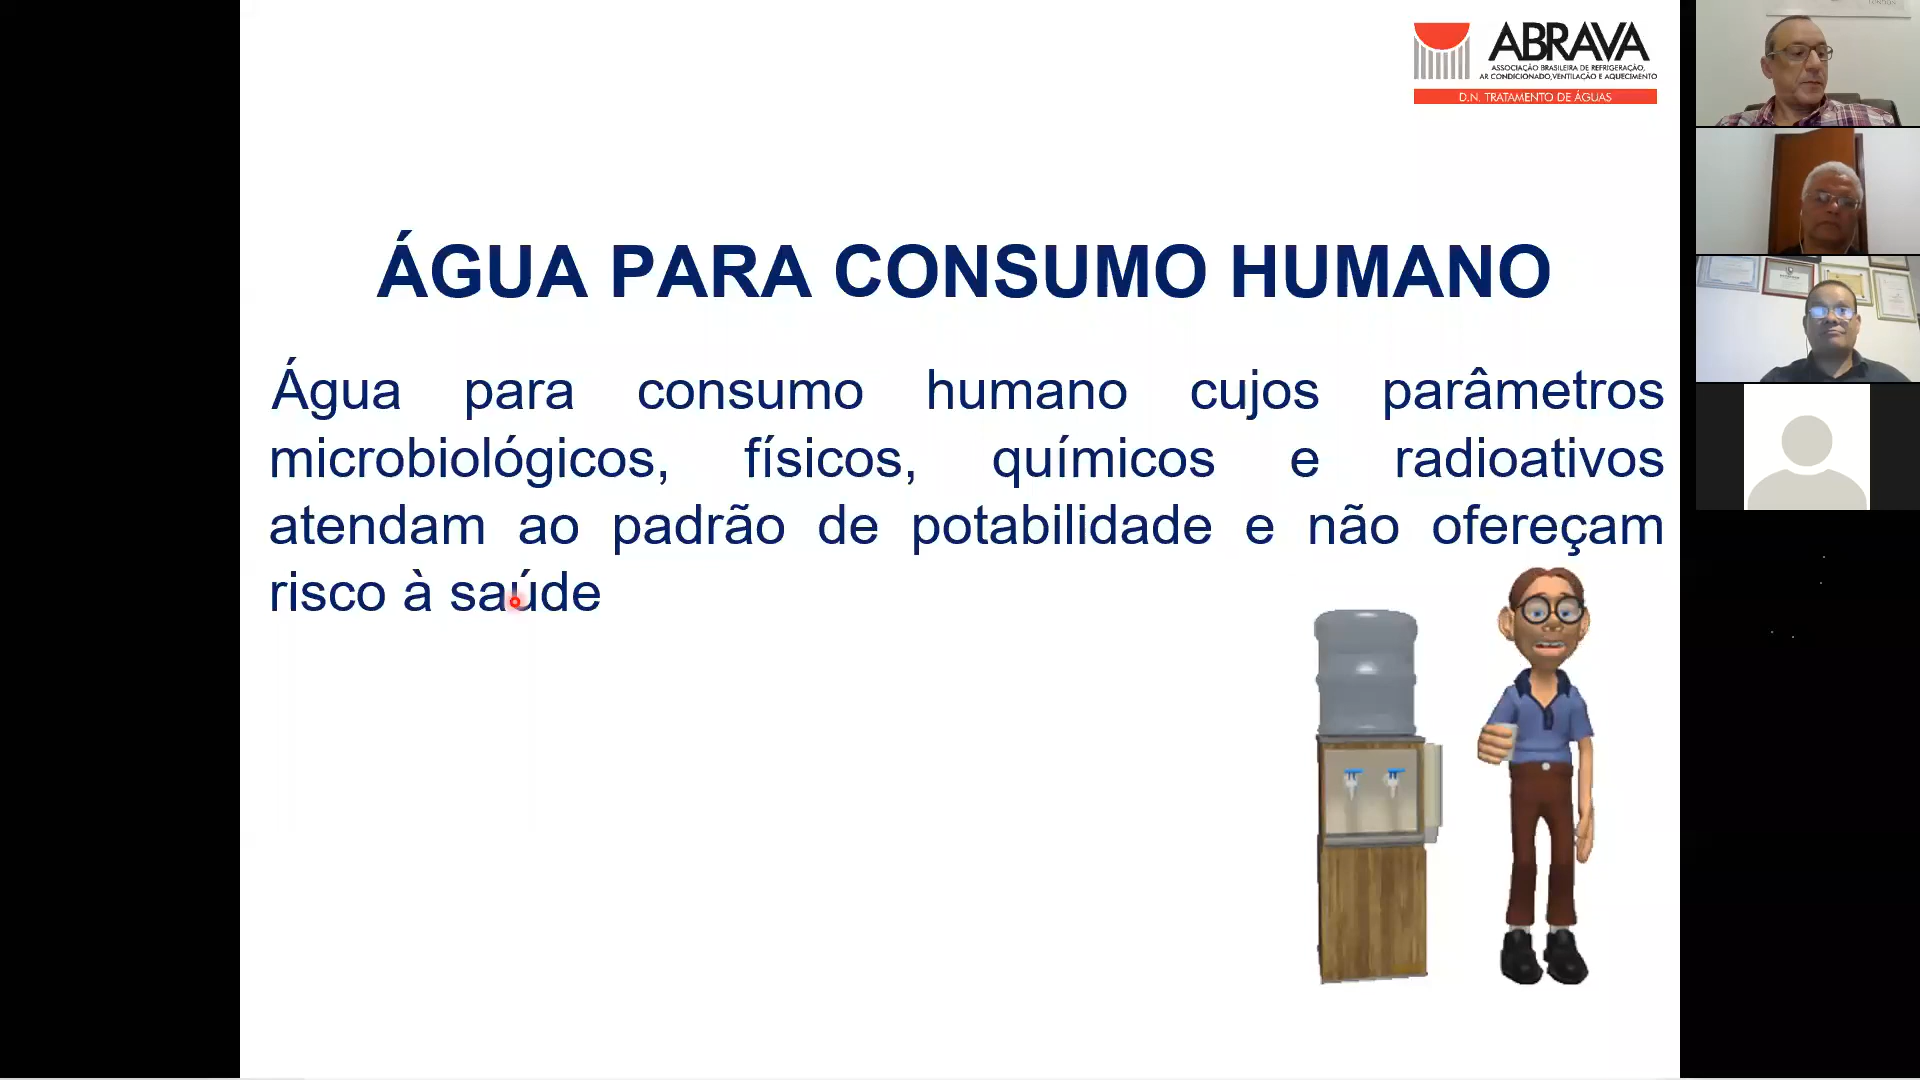 ABRAVA
ASSOCIAÇÃO BRASILEIRA DE REFRIGERAÇÃO,
AR CONDICIONADO, VENTILAÇÃO E AQUECIMENTO
D.N. TRATAMENTO DE ÁGUAS
ÁGUA PARA CONSUMO HUMANO
Água para consumo humano cujos parâmetros
microbiológicos, físicos, químicos e radioativos
atendam ao padrão de potabilidade e não ofereçam
risco à saúde
LONDON